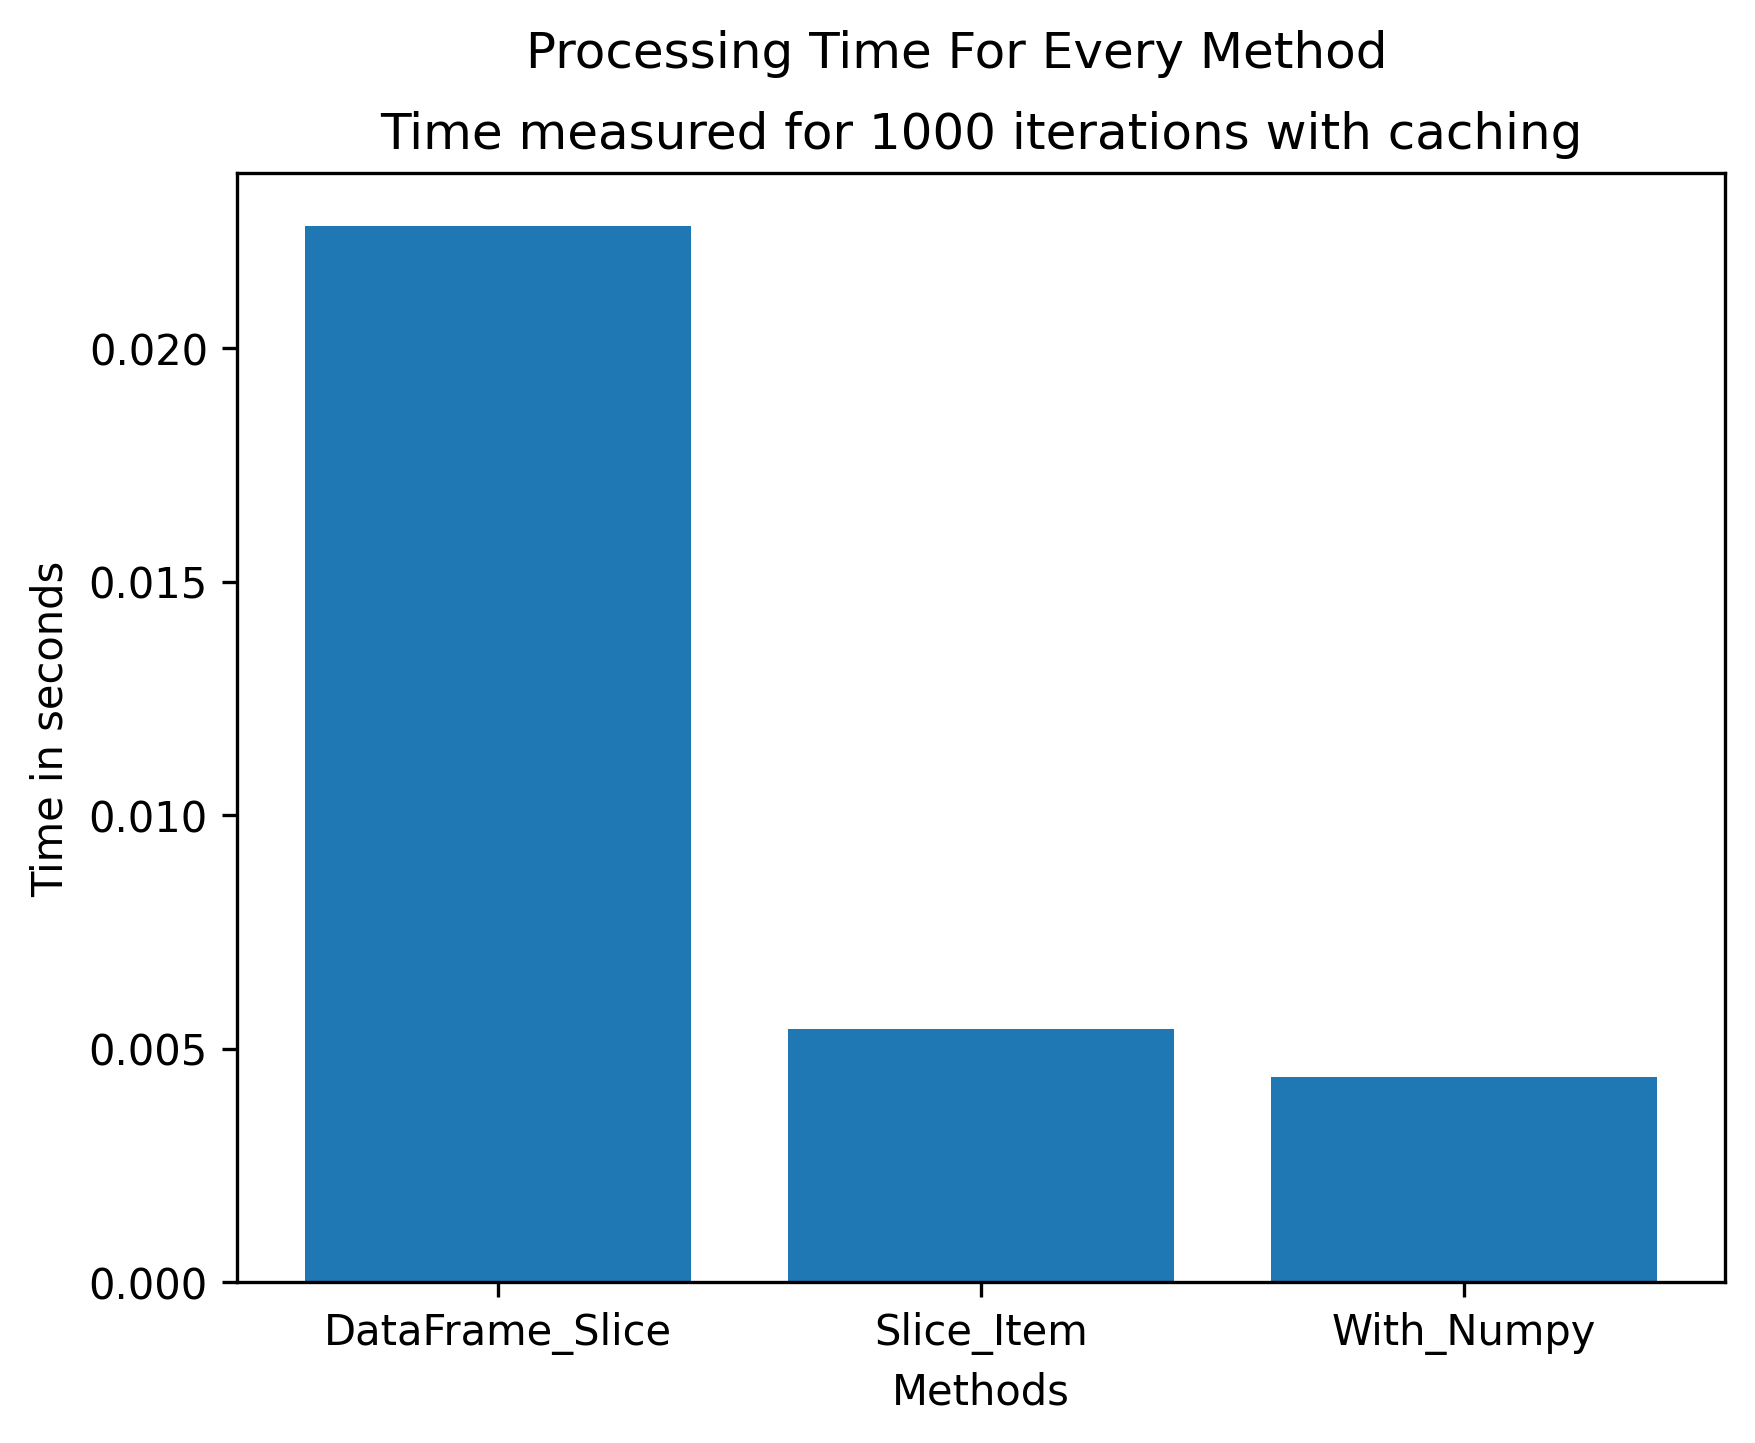 Processing Time For Every Method
Time measured for 1000 iterations with caching
Time in seconds
0.020
0.015
0.010
0.005
0.000
DataFrame_Slice
Slice_Item
With_Numpy
Methods